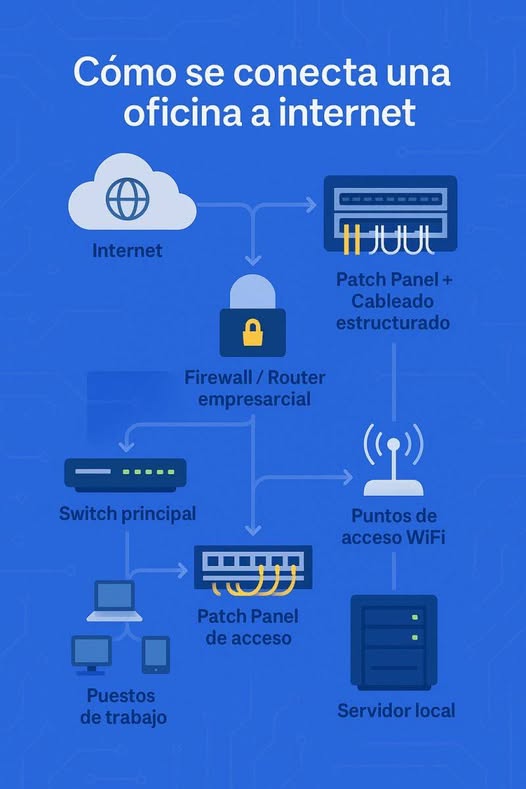 Cómo se conecta una
oficina a internet
Internet
Patch Panel +
Cableado
estructurado
Firewall / Router
empresarcial
Switch principal
Puntos de
acceso WiFi
Patch Panel
de acceso
Puestos
de trabajo
Servidor local